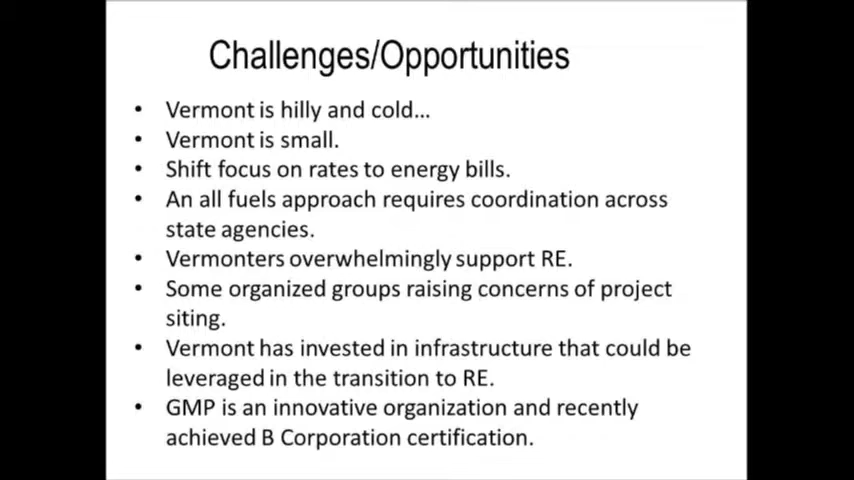 Challenges/Opportunities
• Vermont is hilly and cold...
• Vermont is small.
• Shift focus on rates to energy bills.
• An all fuels approach requires coordination across
state agencies.
• Vermonters overwhelmingly support RE.
• Some organized groups raising concerns of project
siting.
• Vermont has invested in infrastructure that could be
leveraged in the transition to RE.
• GMP is an innovative organization and recently
achieved B Corporation certification.